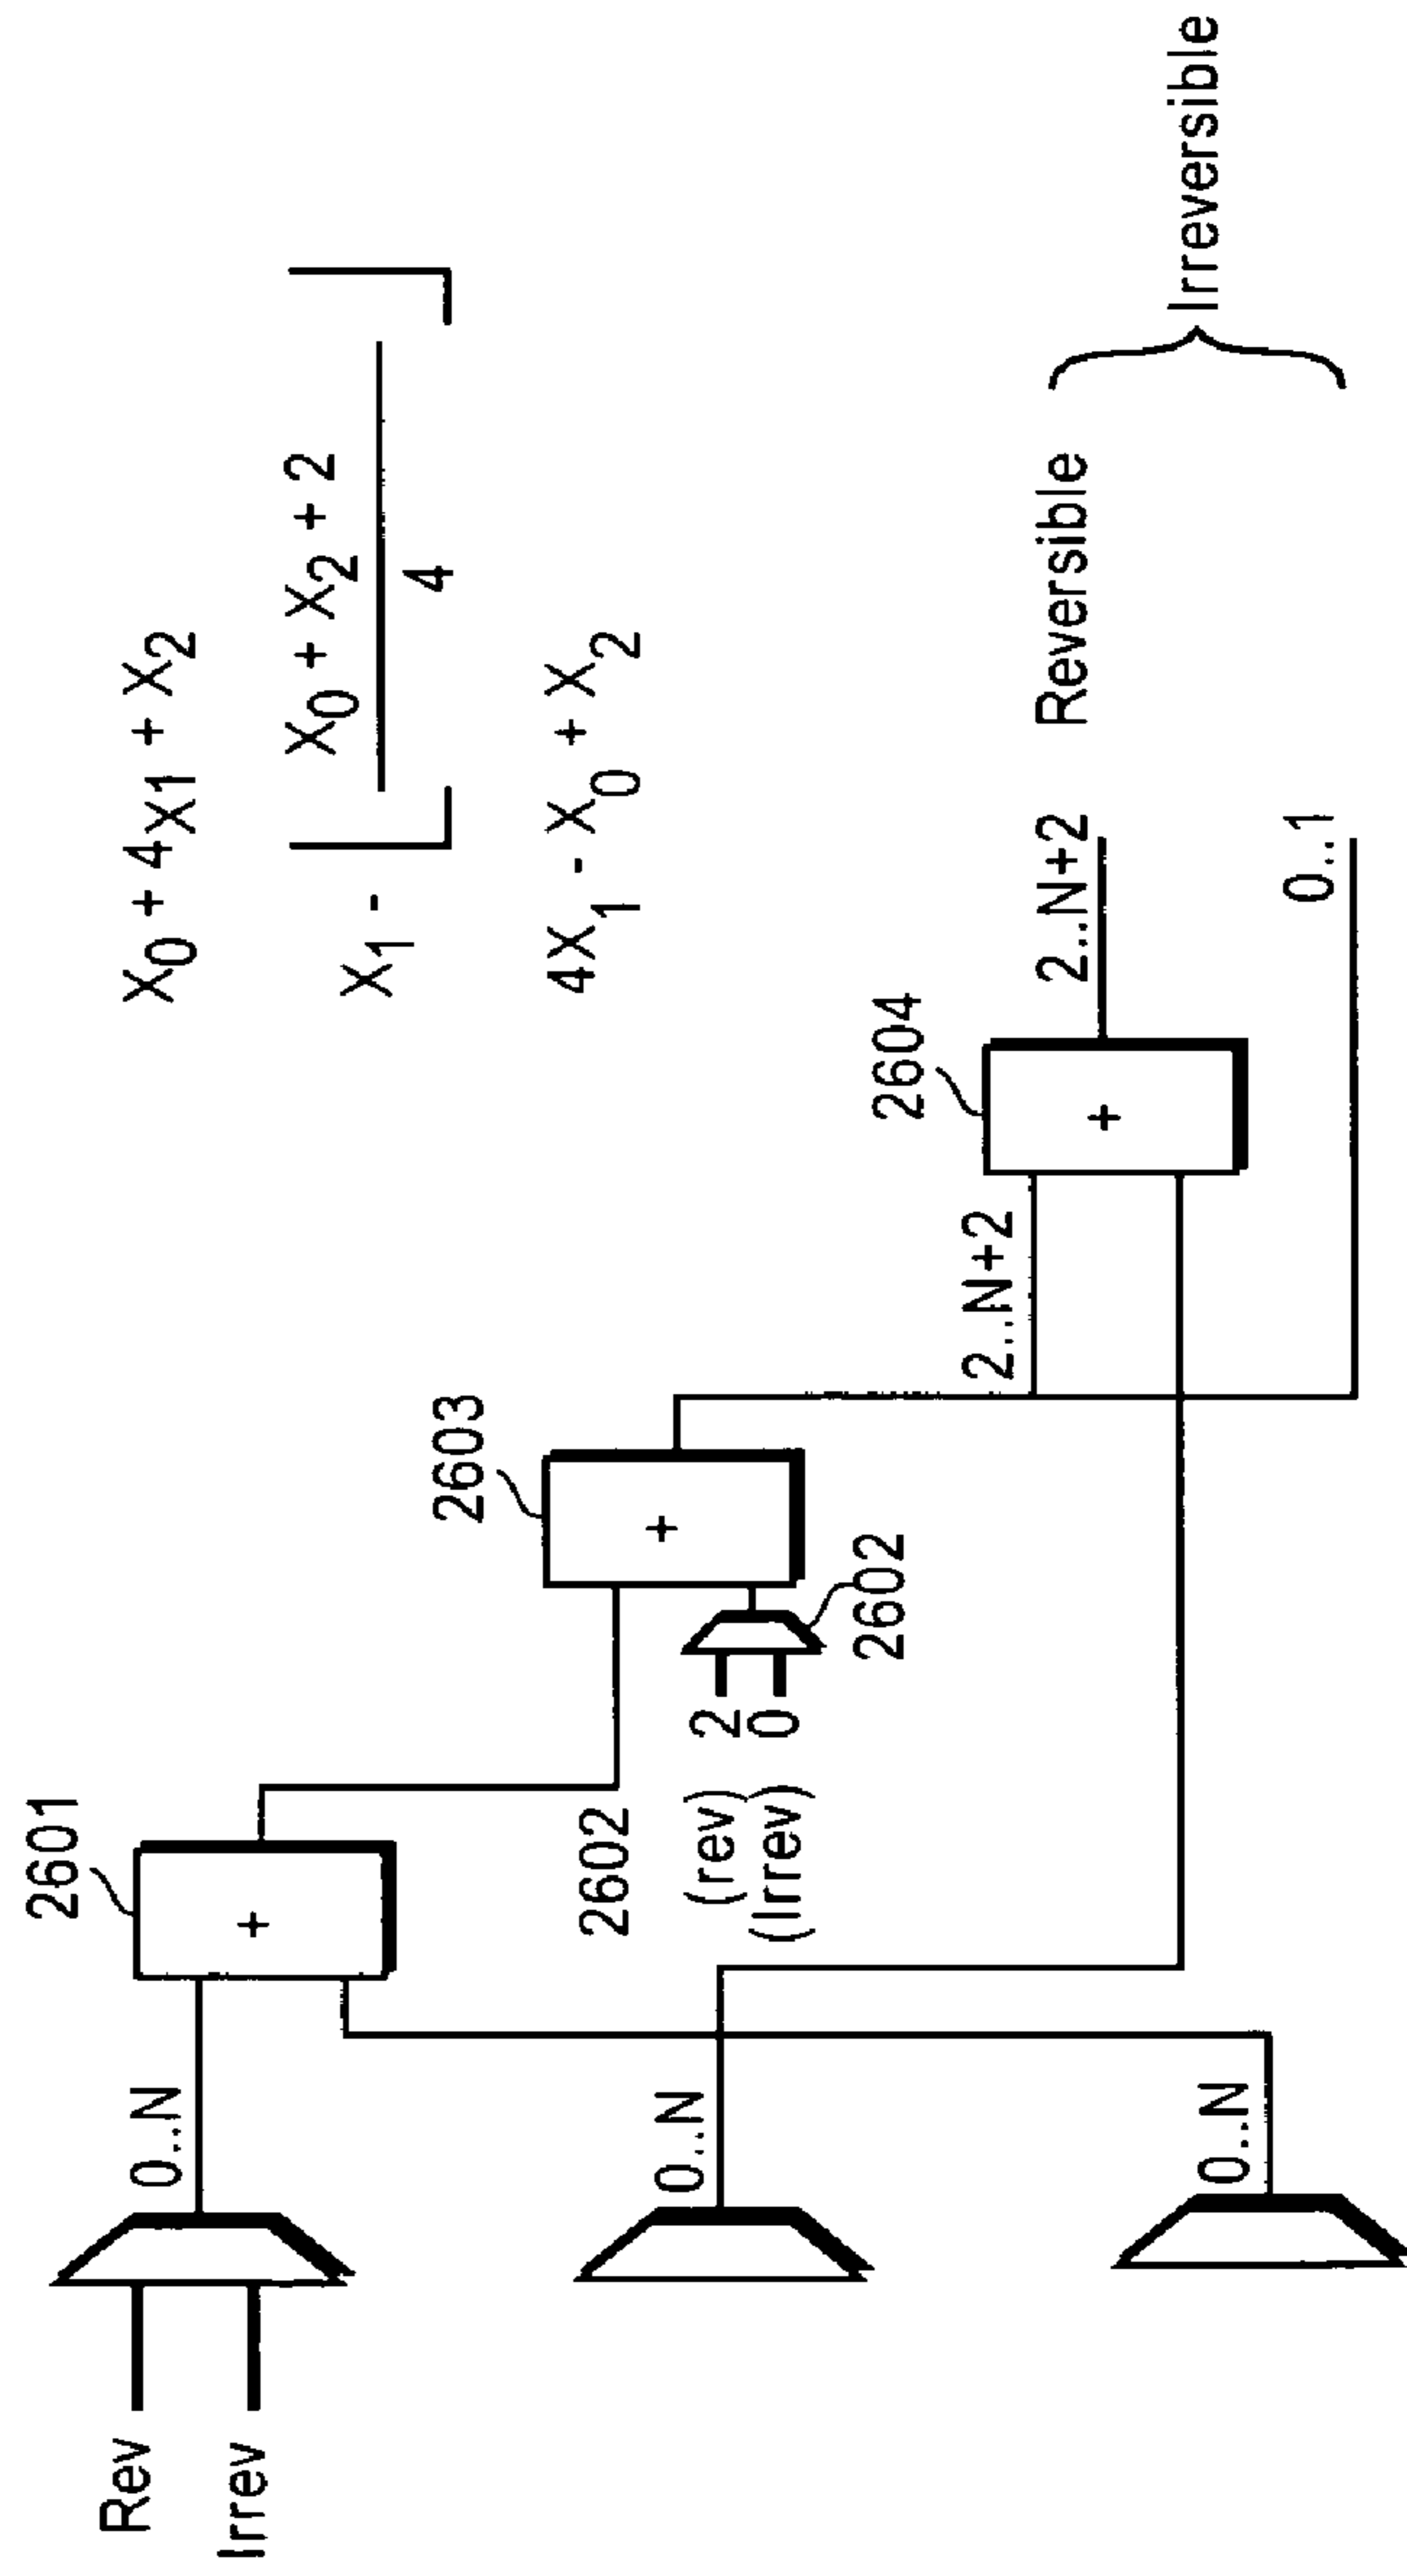 X0 + 4X1 + X2
X1 -
X0 + X2 + 2
4
4X1 - X0 + X2
2601
Rev
Irrev
0..N
+
2602
2603
+
(rev) 2
(Irrev) 0
2602
0..N
2604
2..N+2
+
2..N+2
Reversible
Irreversible
0..N
0..1